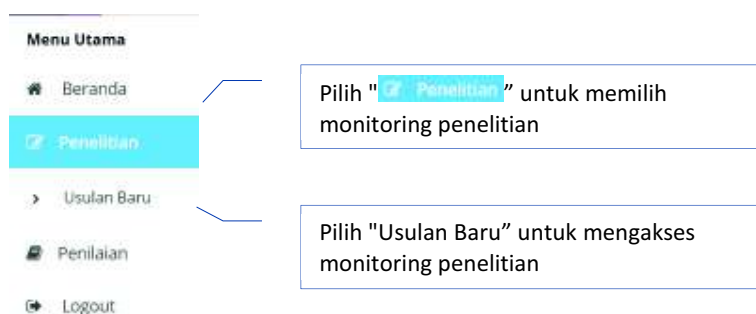 Menu Utama
Beranda
Penelitian
Usulan Baru
Penilaian
Logout
Pilih " Penelitian ” untuk memilih
monitoring penelitian
Pilih "Usulan Baru” untuk mengakses
monitoring penelitian